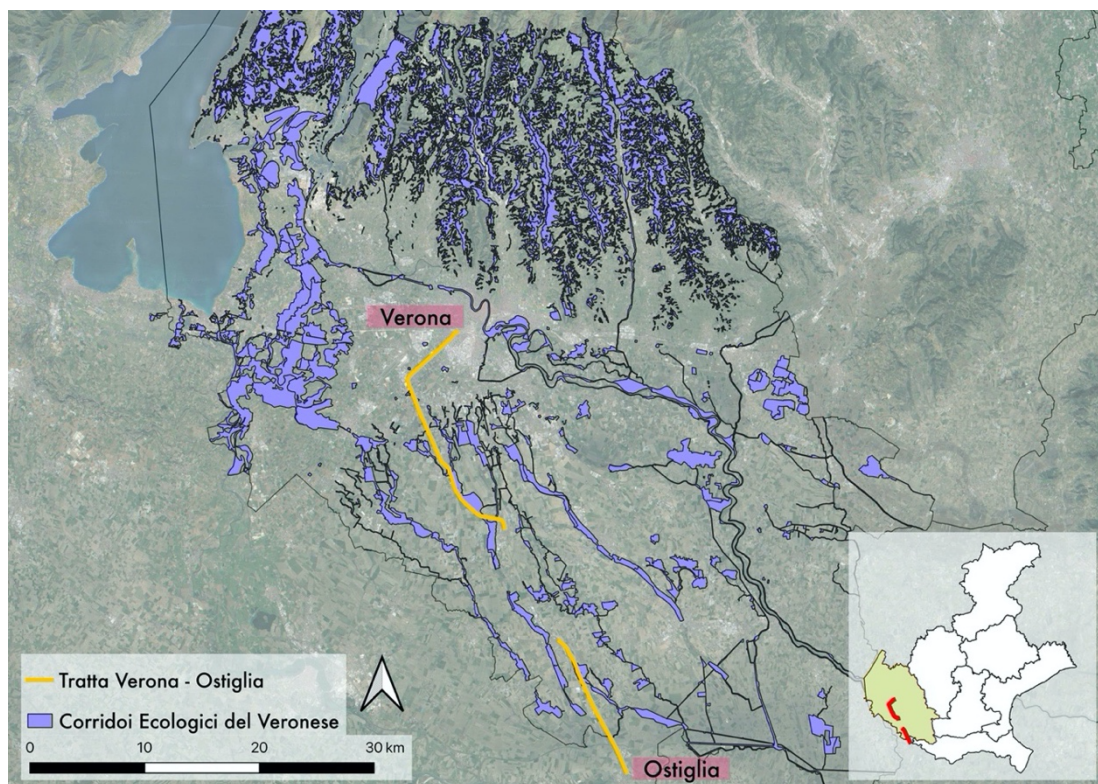 Verona
Tratta Verona - Ostiglia
Corridoi Ecologici del Veronese
0 10 20 30 km
Ostiglia